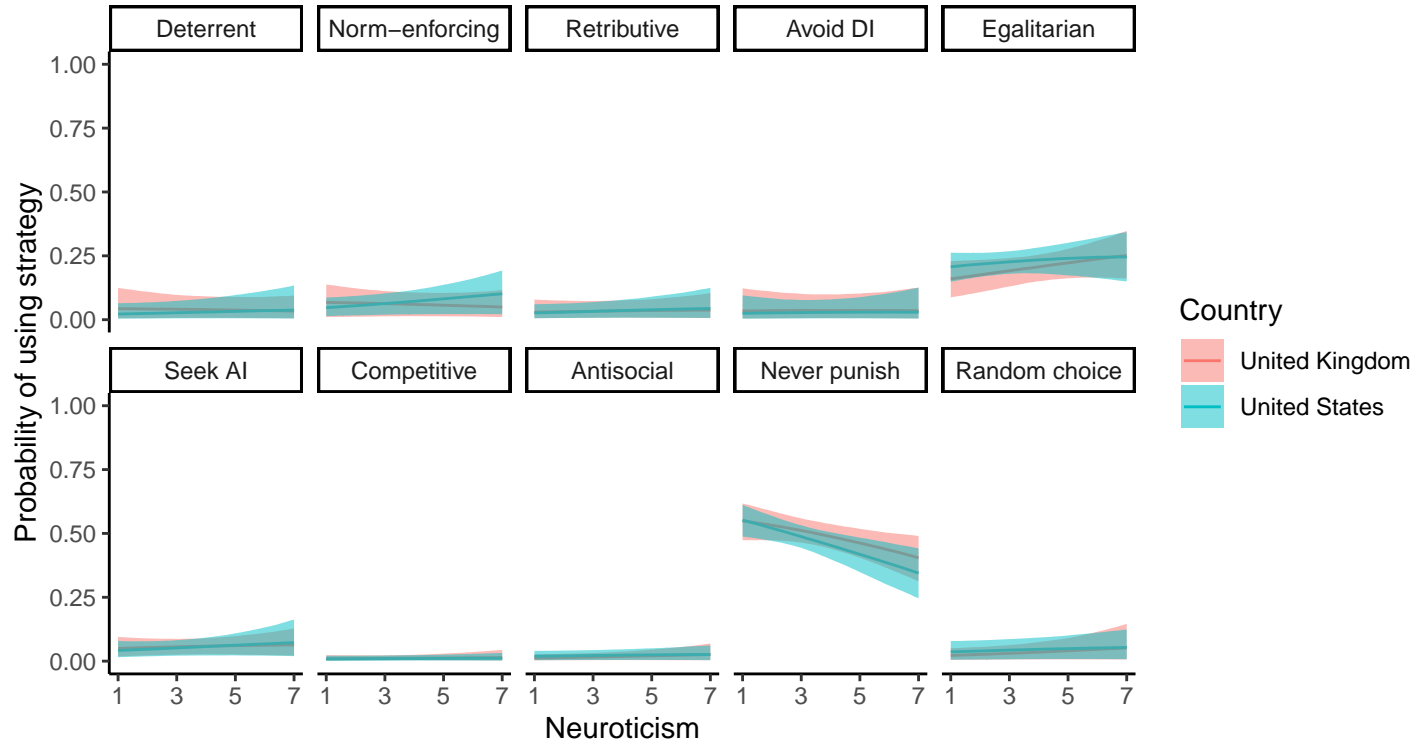 Deterrent
Norm−enforcing
Retributive
Avoid DI
Egalitarian
1.00
0.75
0.50
0.25
0.00
Seek AI
Competitive
Antisocial
Never punish
Random choice
1.00
0.75
0.50
0.25
0.00
1 3 5 7
1 3 5 7
1 3 5 7
1 3 5 7
1 3 5 7
Neuroticism
Probability of using strategy
Country
United Kingdom
United States